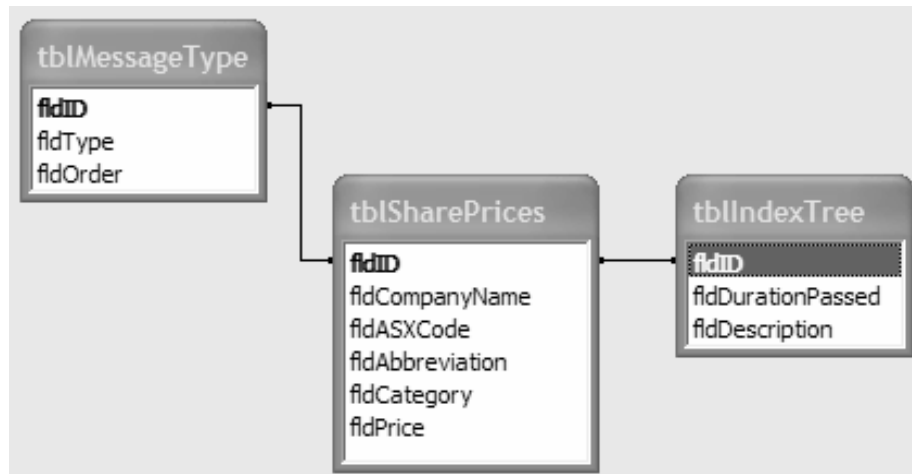 tblMessageType
fldID
fldType
fldOrder
tblSharePrices
fldID
fldCompanyName
fldASXCode
fldAbbreviation
fldCategory
fldPrice
tblIndexTree
fldID
fldDurationPassed
fldDescription